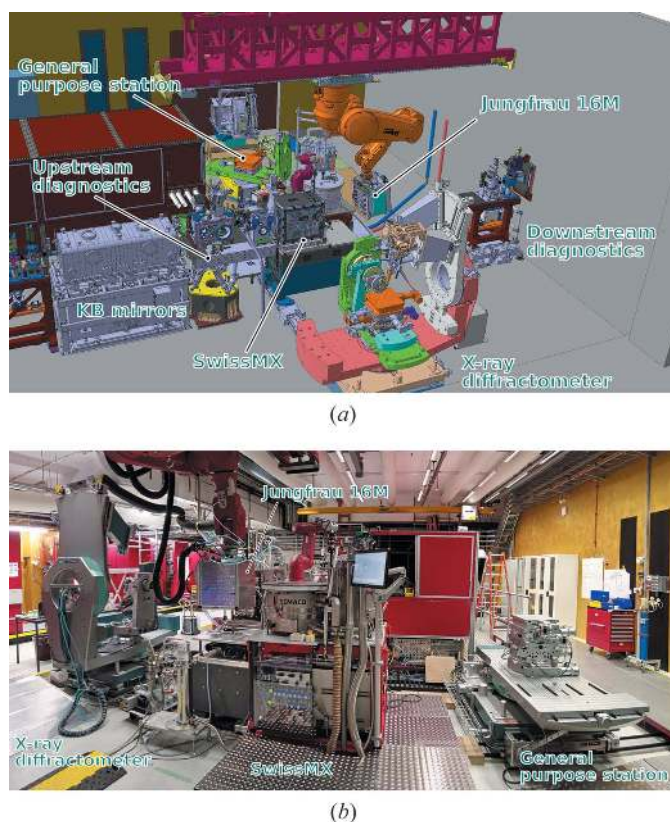 General
purpose station
Jungfrau 16M
Upstream
diagnostics
Downstream
diagnostics
KB mirrors
SwissMX
X-ray
diffractometer
(a)
Jungfrau 16M
X-ray
diffractometer
SwissMX
General
purpose station
(b)